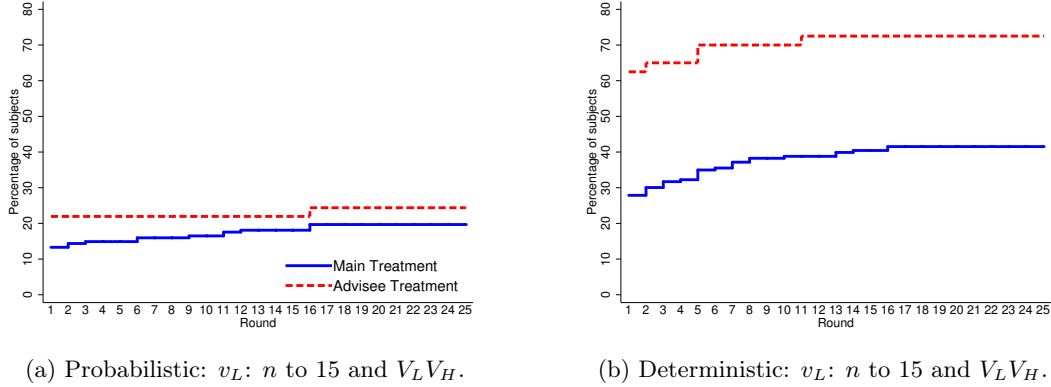 80
70
60
50
40
30
20
10
0
Percentage of subjects
1 2 3 4 5 6 7 8 9 10 11 12 13 14 15 16 17 18 19 20 21 22 23 24 25
Round
Main Treatment
Advisee Treatment
(a) Probabilistic: $v_L$: $n$ to 15 and $V_L V_H$.
80
70
60
50
40
30
20
10
0
Percentage of subjects
1 2 3 4 5 6 7 8 9 10 11 12 13 14 15 16 17 18 19 20 21 22 23 24 25
Round
(b) Deterministic: $v_L$: $n$ to 15 and $V_L V_H$.